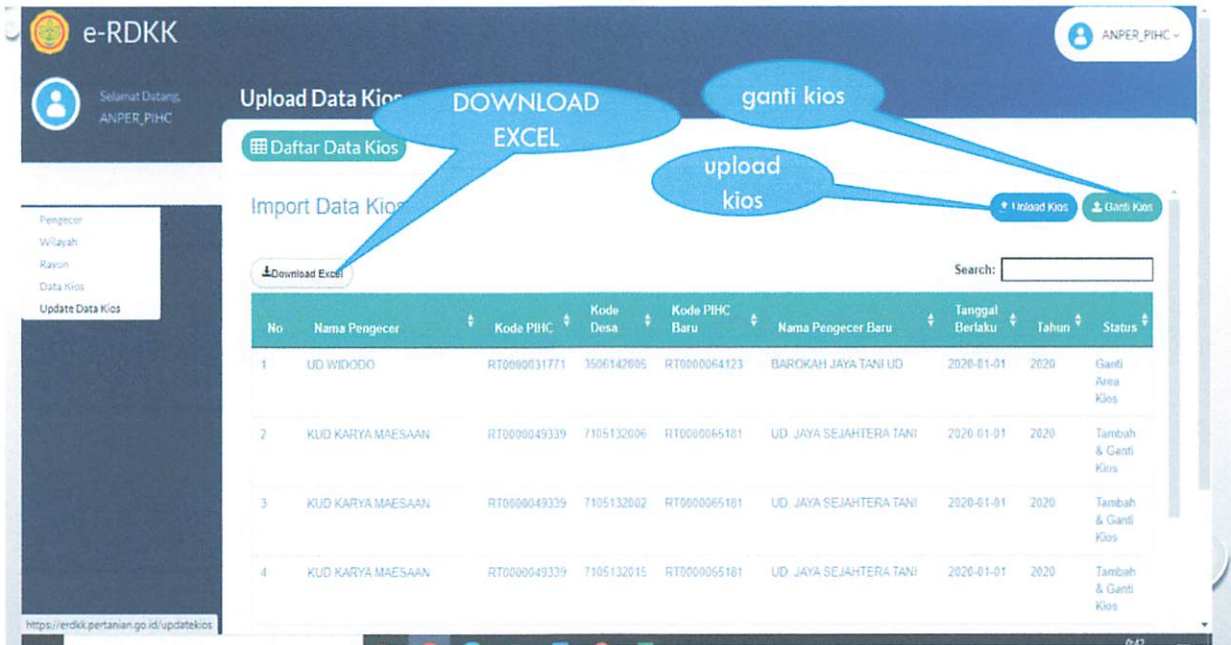 e-RDKK
ANPER_PIHC
Selamat Datang,
ANPER_PIHC
Upload Data Kios
DOWNLOAD
EXCEL
ganti kios
Daftar Data Kios
upload
kios
Import Data Kios
Upload Kios
Ganti Kios
Pengecer
Wilayah
Rayon
Data Kios
Update Data Kios
Download Excel
Search:
No Nama Pengecer Kode PIHC Kode Desa Kode PIHC Baru Nama Pengecer Baru Tanggal Berlaku Tahun Status
1 UD WIDODO RT0000031771 3506142005 RT0000064123 BAROKAH JAYA TANI UD 2020-01-01 2020 Ganti
Area
Kios
2 KUD KARYA MAESAAN RT0000049339 7105132006 RT0000065181 UD. JAYA SEJAHTERA TANI 2020-01-01 2020 Tambah
& Ganti
Kios
3 KUD KARYA MAESAAN RT0000049339 7105132002 RT0000065181 UD. JAYA SEJAHTERA TANI 2020-01-01 2020 Tambah
& Ganti
Kios
4 KUD KARYA MAESAAN RT0000049339 7105132015 RT0000065181 UD. JAYA SEJAHTERA TANI 2020-01-01 2020 Tambah
& Ganti
Kios
https://erdkk.pertanian.go.id/updatekios
0:42